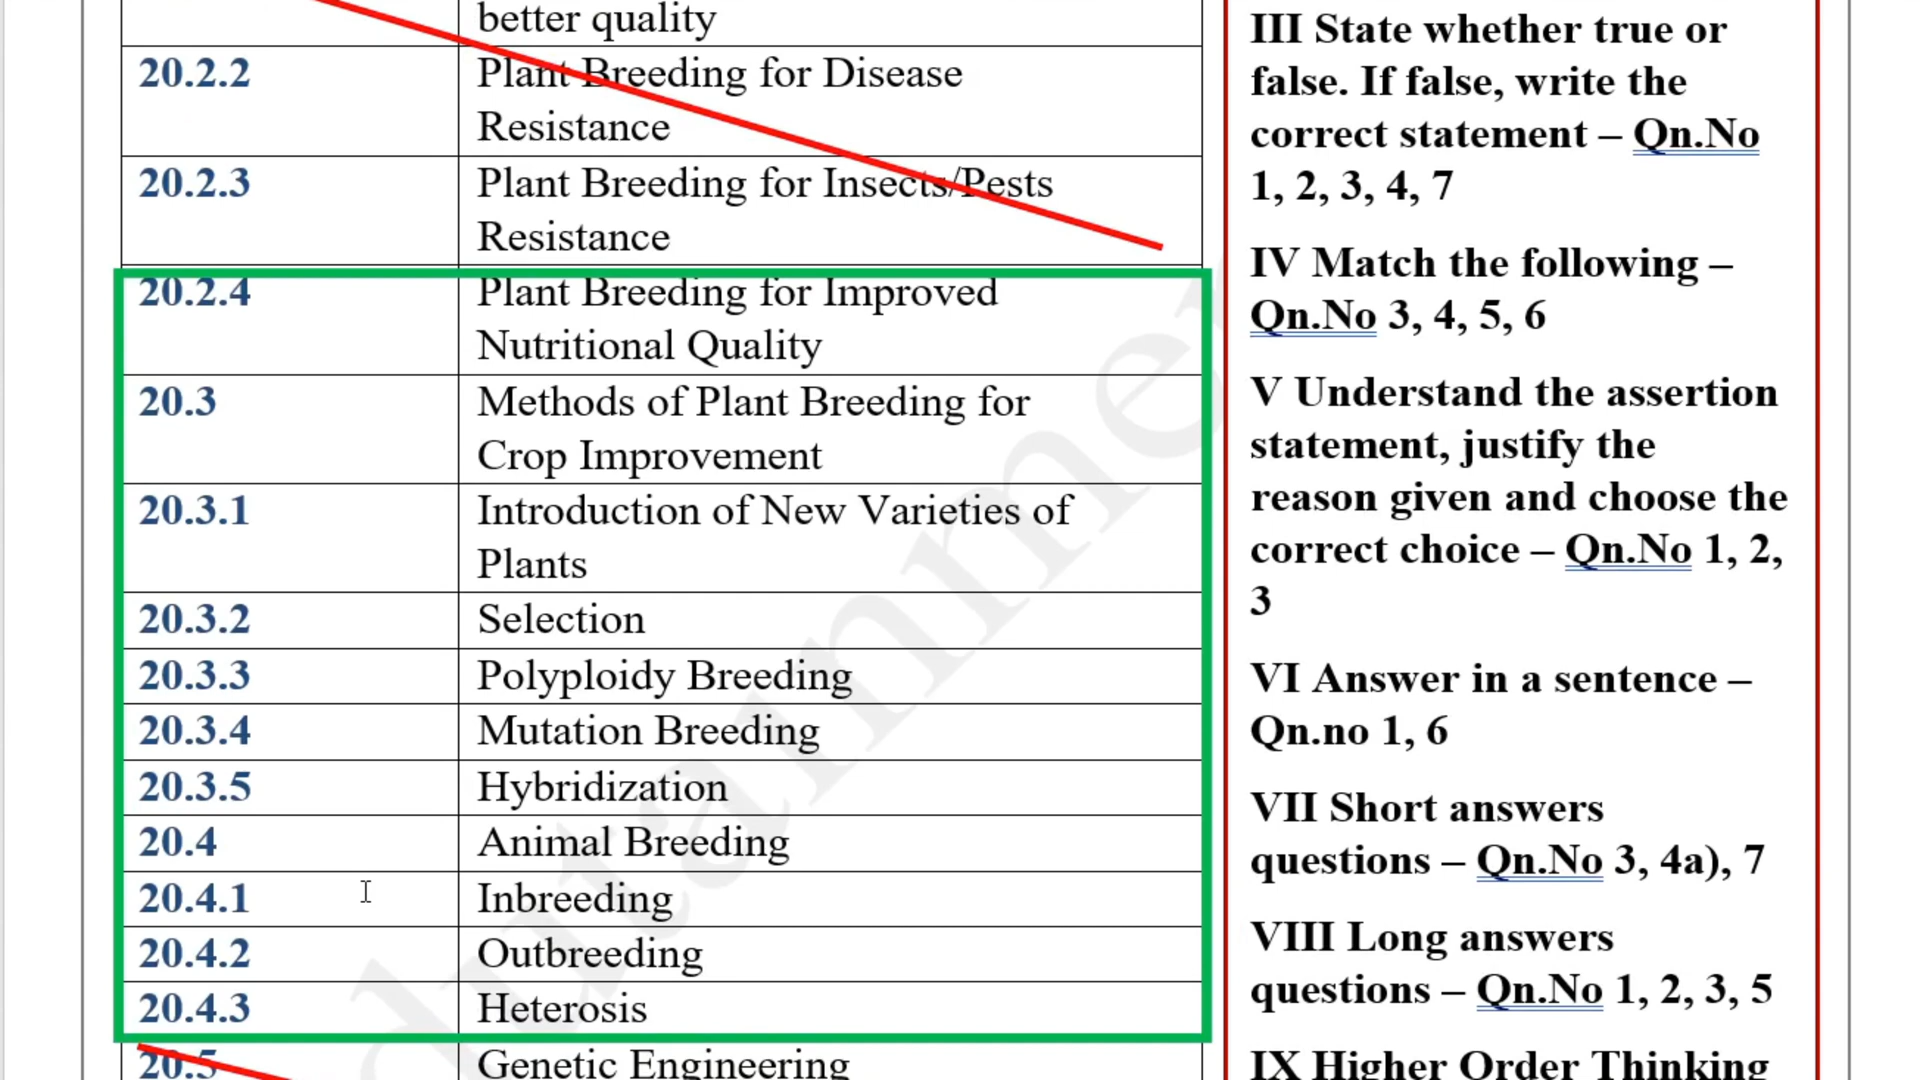 better quality
20.2.2 Plant Breeding for Disease
Resistance
20.2.3 Plant Breeding for Insects/Pests
Resistance
20.2.4 Plant Breeding for Improved
Nutritional Quality
20.3 Methods of Plant Breeding for
Crop Improvement
20.3.1 Introduction of New Varieties of
Plants
20.3.2 Selection
20.3.3 Polyploidy Breeding
20.3.4 Mutation Breeding
20.3.5 Hybridization
20.4 Animal Breeding
20.4.1 Inbreeding
20.4.2 Outbreeding
20.4.3 Heterosis
20.5 Genetic Engineering
III State whether true or
false. If false, write the
correct statement – Qn.No
1, 2, 3, 4, 7
IV Match the following –
Qn.No 3, 4, 5, 6
V Understand the assertion
statement, justify the
reason given and choose the
correct choice – Qn.No 1, 2,
3
VI Answer in a sentence –
Qn.no 1, 6
VII Short answers
questions – Qn.No 3, 4a), 7
VIII Long answers
questions – Qn.No 1, 2, 3, 5
IX Higher Order Thinking